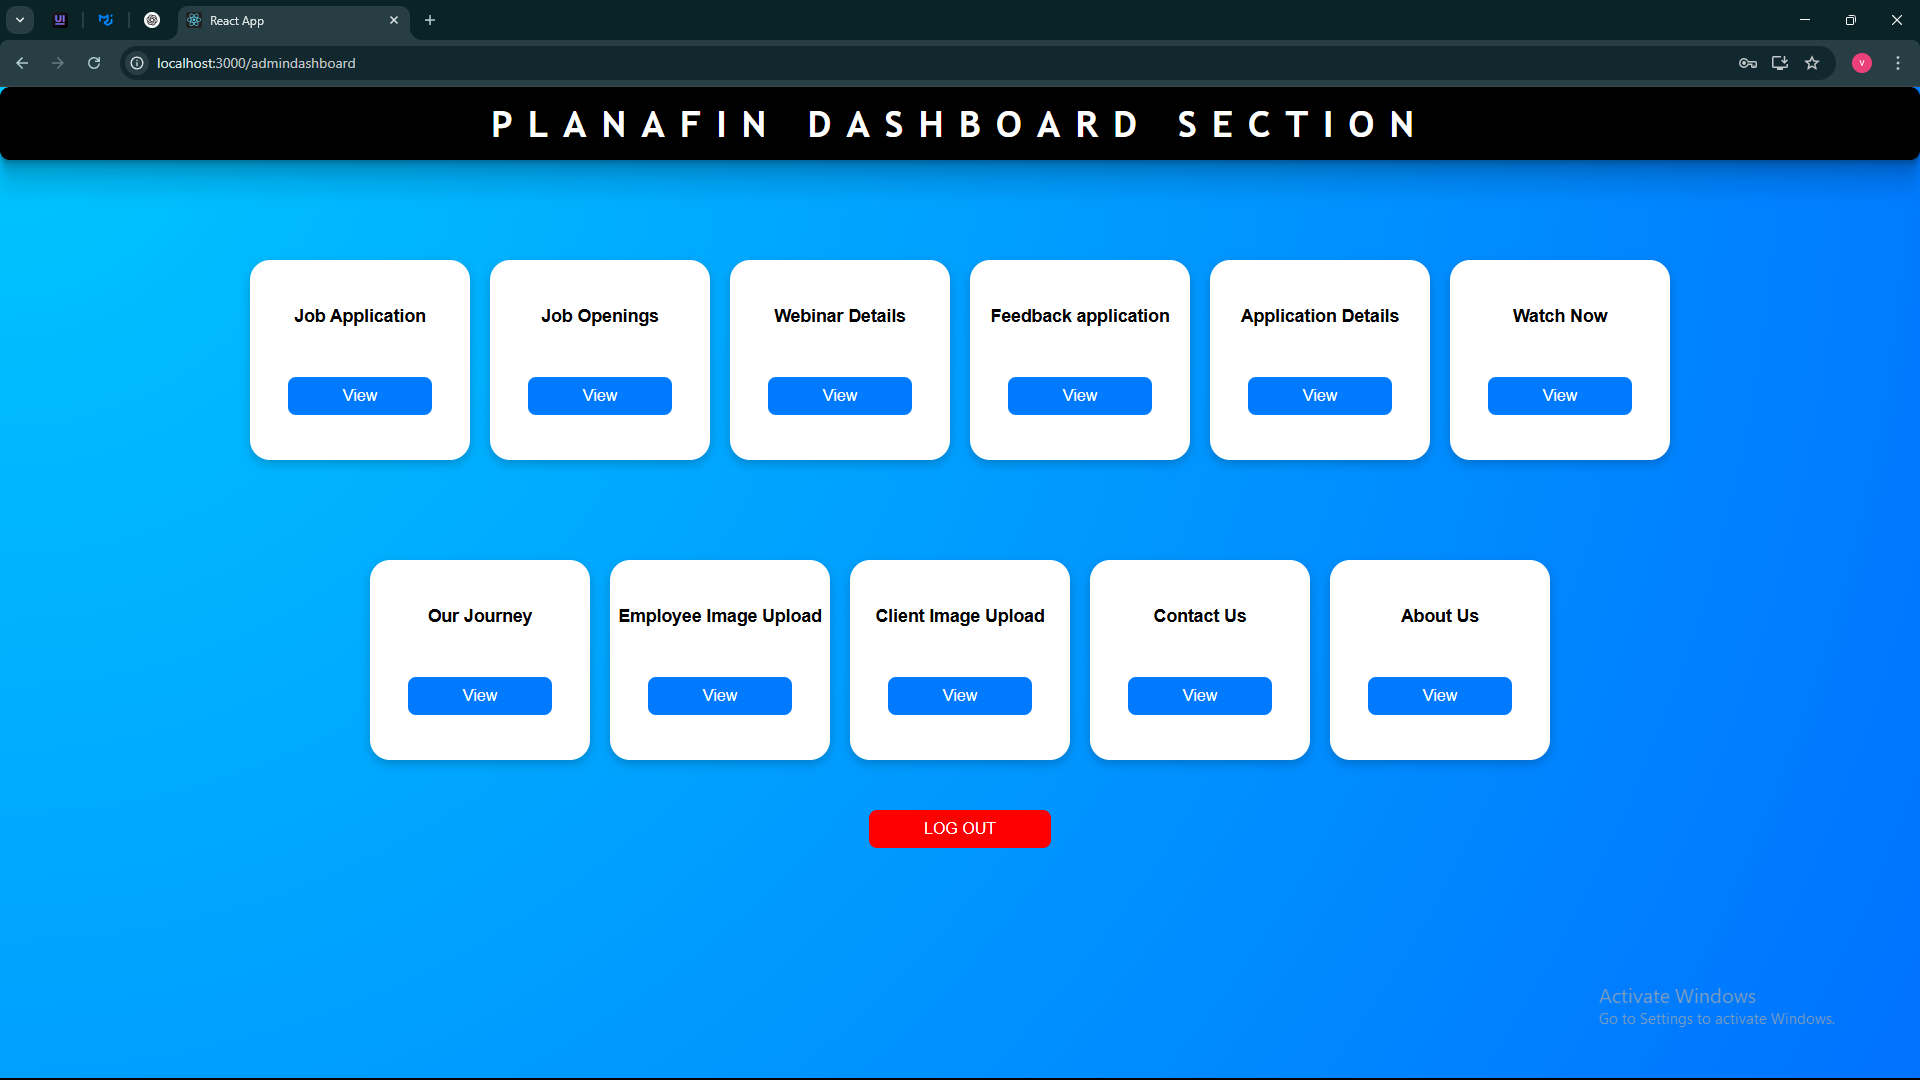 UI
React App
localhost:3000/admindashboard
V
PLANAFIN DASHBOARD SECTION
Job Application
Job Openings
Webinar Details
Feedback application
Application Details
Watch Now
View
View
View
View
View
View
Our Journey
Employee Image Upload
Client Image Upload
Contact Us
About Us
View
View
View
View
View
LOG OUT
Activate Windows
Go to Settings to activate Windows.